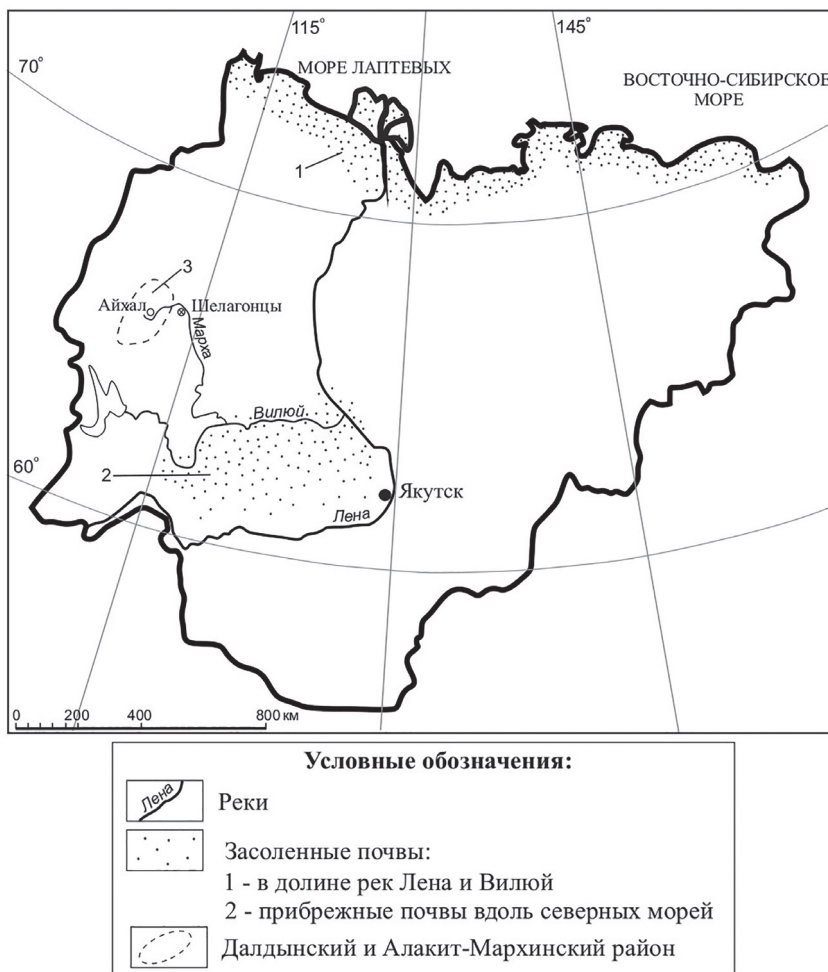 115°
145°
70°
МОРЕ ЛАПТЕВЫХ
ВОСТОЧНО-СИБИРСКОЕ
МОРЕ
1
3
Айхал
Шелагонцы
Марха
Вилюй
60°
2
Якутск
Лена
0 200 400 800 км
Условные обозначения:
Лена
Реки
Засоленные почвы:
1 - в долине рек Лена и Вилюй
2 - прибрежные почвы вдоль северных морей
Далдынский и Алакит-Мархинский район